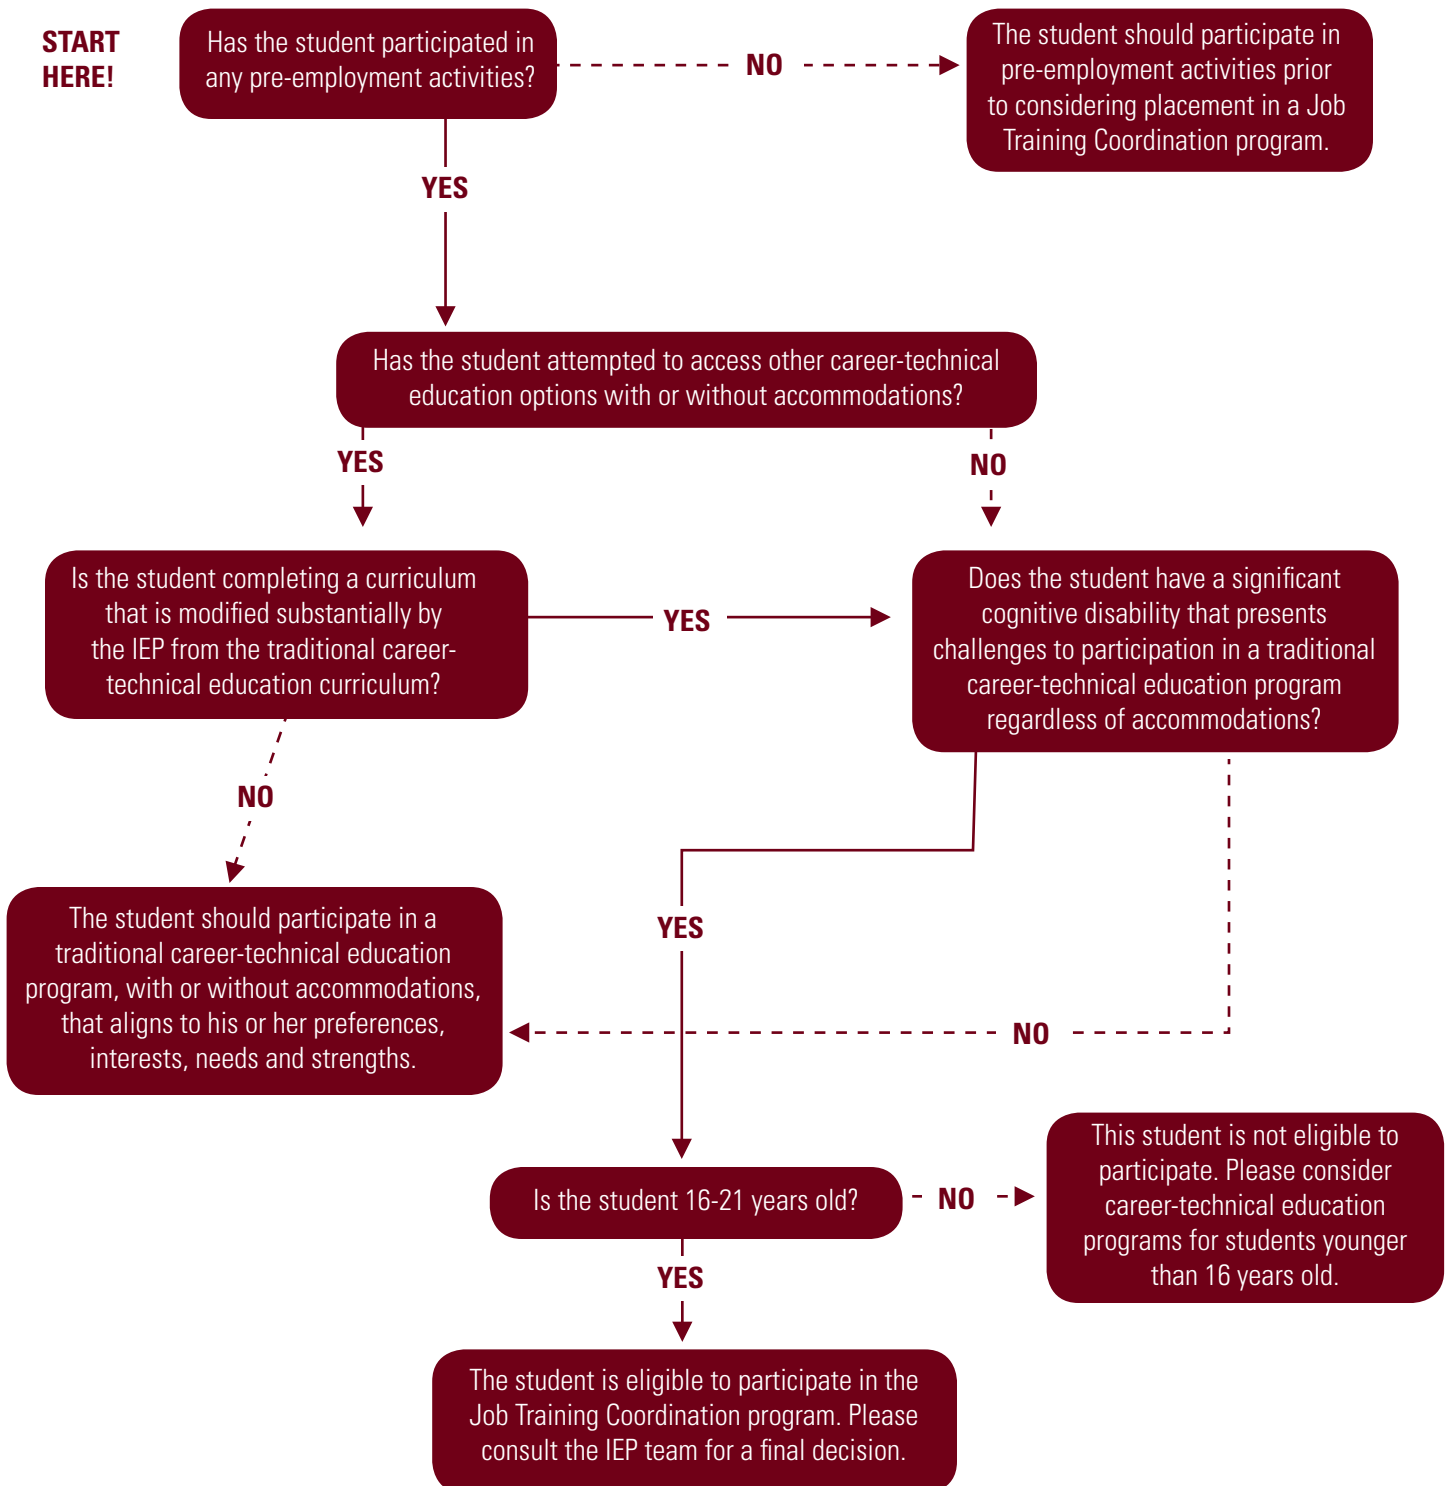 START
HERE!
Has the student participated in
any pre-employment activities?
NO
The student should participate in
pre-employment activities prior
to considering placement in a Job
Training Coordination program.
YES
Has the student attempted to access other career-technical
education options with or without accommodations?
YES
NO
Is the student completing a curriculum
that is modified substantially by
the IEP from the traditional career-
technical education curriculum?
YES
Does the student have a significant
cognitive disability that presents
challenges to participation in a traditional
career-technical education program
regardless of accommodations?
NO
The student should participate in a
traditional career-technical education
program, with or without accommodations,
that aligns to his or her preferences,
interests, needs and strengths.
YES
NO
Is the student 16-21 years old?
NO
This student is not eligible to
participate. Please consider
career-technical education
programs for students younger
than 16 years old.
YES
The student is eligible to participate in the
Job Training Coordination program. Please
consult the IEP team for a final decision.